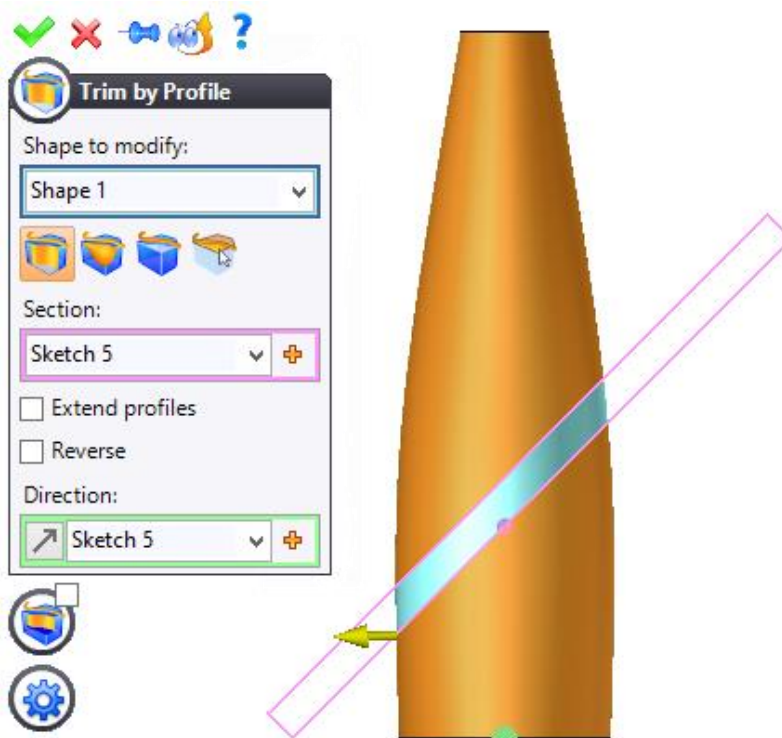 ?
Trim by Profile
Shape to modify:
Shape 1
Section:
Sketch 5
Extend profiles
Reverse
Direction:
Sketch 5